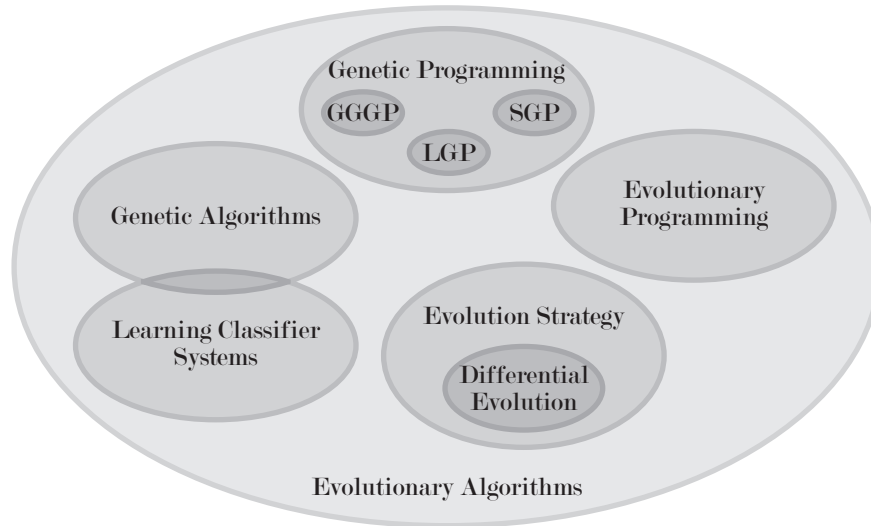 Genetic Programming
GGGP
SGP
LGP
Genetic Algorithms
Evolutionary
Programming
Learning Classifier
Systems
Evolution Strategy
Differential
Evolution
Evolutionary Algorithms